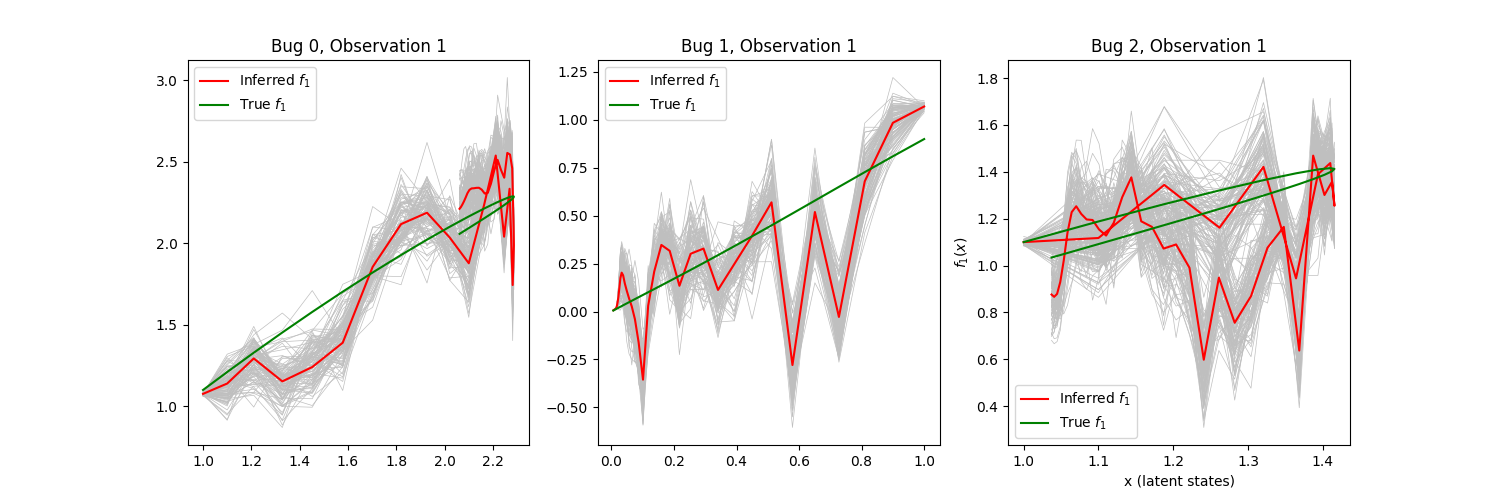 Bug 0, Observation 1
Inferred f₁
True f₁
3.0
2.5
2.0
1.5
1.0
1.0 1.2 1.4 1.6 1.8 2.0 2.2
Bug 1, Observation 1
Inferred f₁
True f₁
1.25
1.00
0.75
0.50
0.25
0.00
−0.25
−0.50
0.0 0.2 0.4 0.6 0.8 1.0
Bug 2, Observation 1
f₁(x)
1.8
1.6
1.4
1.2
1.0
0.8
0.6
0.4
Inferred f₁
True f₁
1.0 1.1 1.2 1.3 1.4
x (latent states)